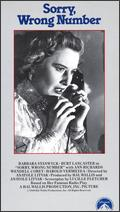 Sorry,
Wrong Number
BARBARA STANWYCK • BURT LANCASTER in
"SORRY, WRONG NUMBER" WITH ANN RICHARDS
WENDELL COREY • HAROLD VERMILYEA • Directed by
ANATOLE LITVAK • Produced by HAL WALLIS and
ANATOLE LITVAK • Screenplay by LUCILLE FLETCHER
Based on Her Famous Radio Play
A HAL WALLIS PRODUCTION, INC. PICTURE